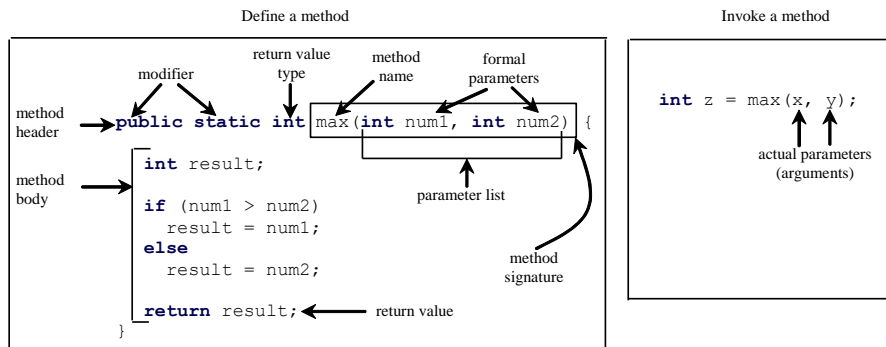 Define a method
Invoke a method
return value
type
method
name
formal
parameters
modifier
method
header
public static int max(int num1, int num2) {
int z = max(x, y);
actual parameters
(arguments)
method
body
int result;
parameter list
if (num1 > num2)
result = num1;
else
result = num2;
method
signature
return result;
return value
}